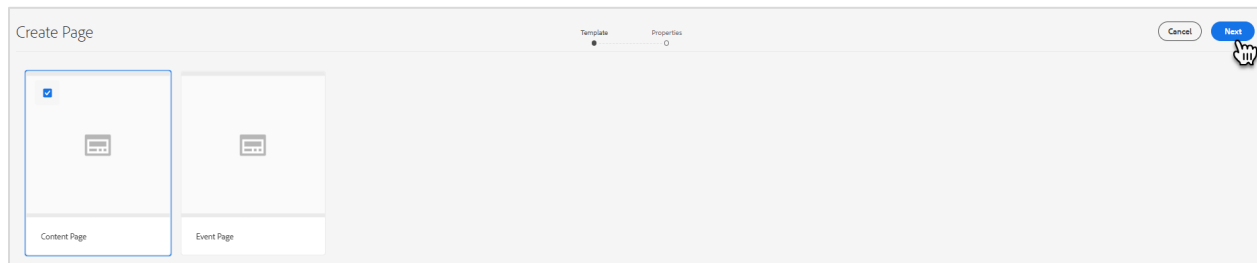 Create Page
Template Properties
Cancel Next
Content Page Event Page